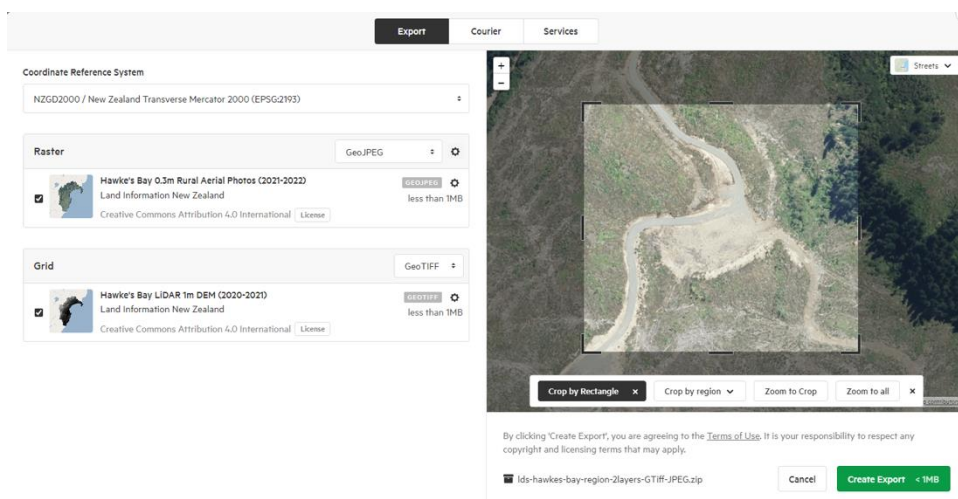 Export Courier Services
Coordinate Reference System
NZGD2000 / New Zealand Transverse Mercator 2000 (EPSG:2193)
Raster
GeoJPEG
Hawke's Bay 0.3m Rural Aerial Photos (2021-2022)
GEOJPEG
Land Information New Zealand
less than 1MB
Creative Commons Attribution 4.0 International License
Grid
GeoTIFF
Hawke's Bay LiDAR 1m DEM (2020-2021)
GEOTIFF
Land Information New Zealand
less than 1MB
Creative Commons Attribution 4.0 International License
+
−
Streets
Crop by Rectangle × Crop by region Zoom to Crop Zoom to all ×
By clicking 'Create Export', you are agreeing to the Terms of Use. It is your responsibility to respect any
copyright and licensing terms that may apply.
lds-hawkes-bay-region-2layers-GTiff-JPEG.zip
Cancel
Create Export < 1MB